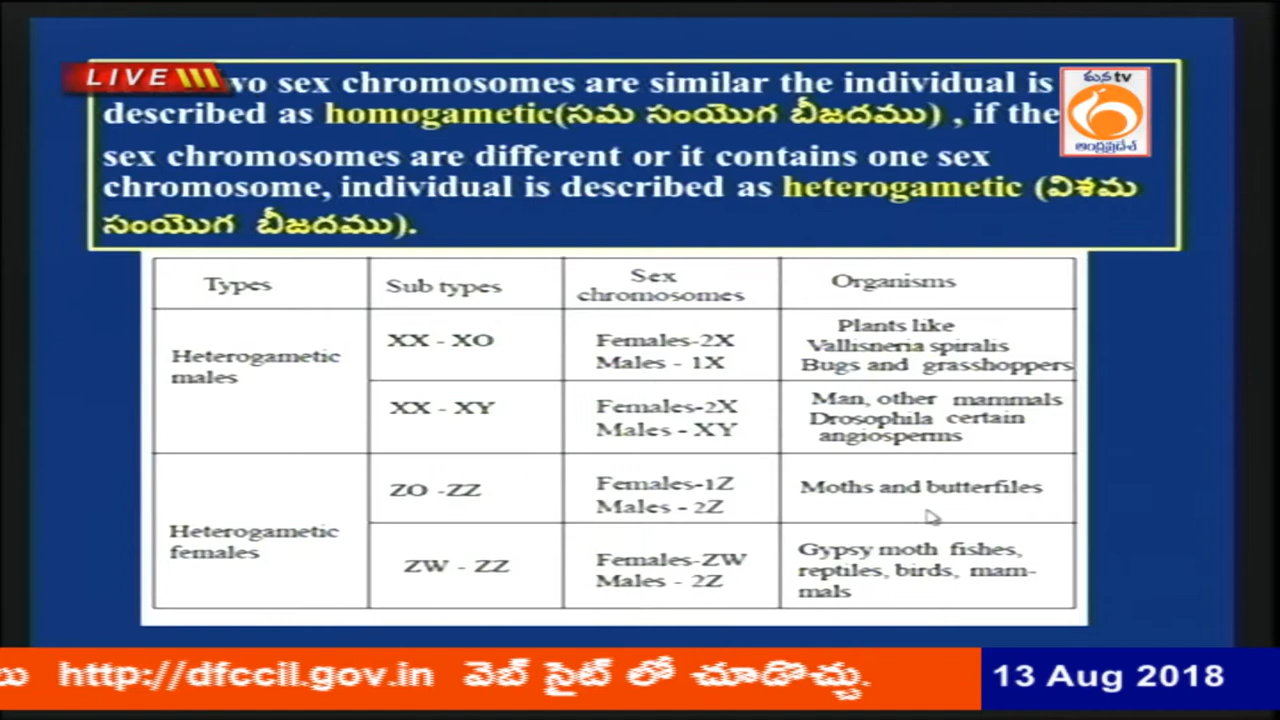 LIVE
vo sex chromosomes are similar the individual is
described as homogametic(సమ సంయొగ బీజదము) , if the
sex chromosomes are different or it contains one sex
chromosome, individual is described as heterogametic (విశమ
సంయొగ బీజదము).
మన tv
ఆంధ్రప్రదేశ్
Types
Sub types
Sex
chromosomes
Organisms
Heterogametic
males
XX - XO
Females-2X
Males - 1X
Plants like
Vallisneria spiralis
Bugs and grasshoppers
XX - XY
Females-2X
Males - XY
Man, other mammals
Drosophila certain
angiosperms
Heterogametic
females
ZO -ZZ
Females-1Z
Males - 2Z
Moths and butterfiles
ZW - ZZ
Females-ZW
Males - 2Z
Gypsy moth fishes,
reptiles, birds, mam-
mals
http://dfccil.gov.in వెబ్ సైట్ లో చూడొచ్చు.
13 Aug 2018